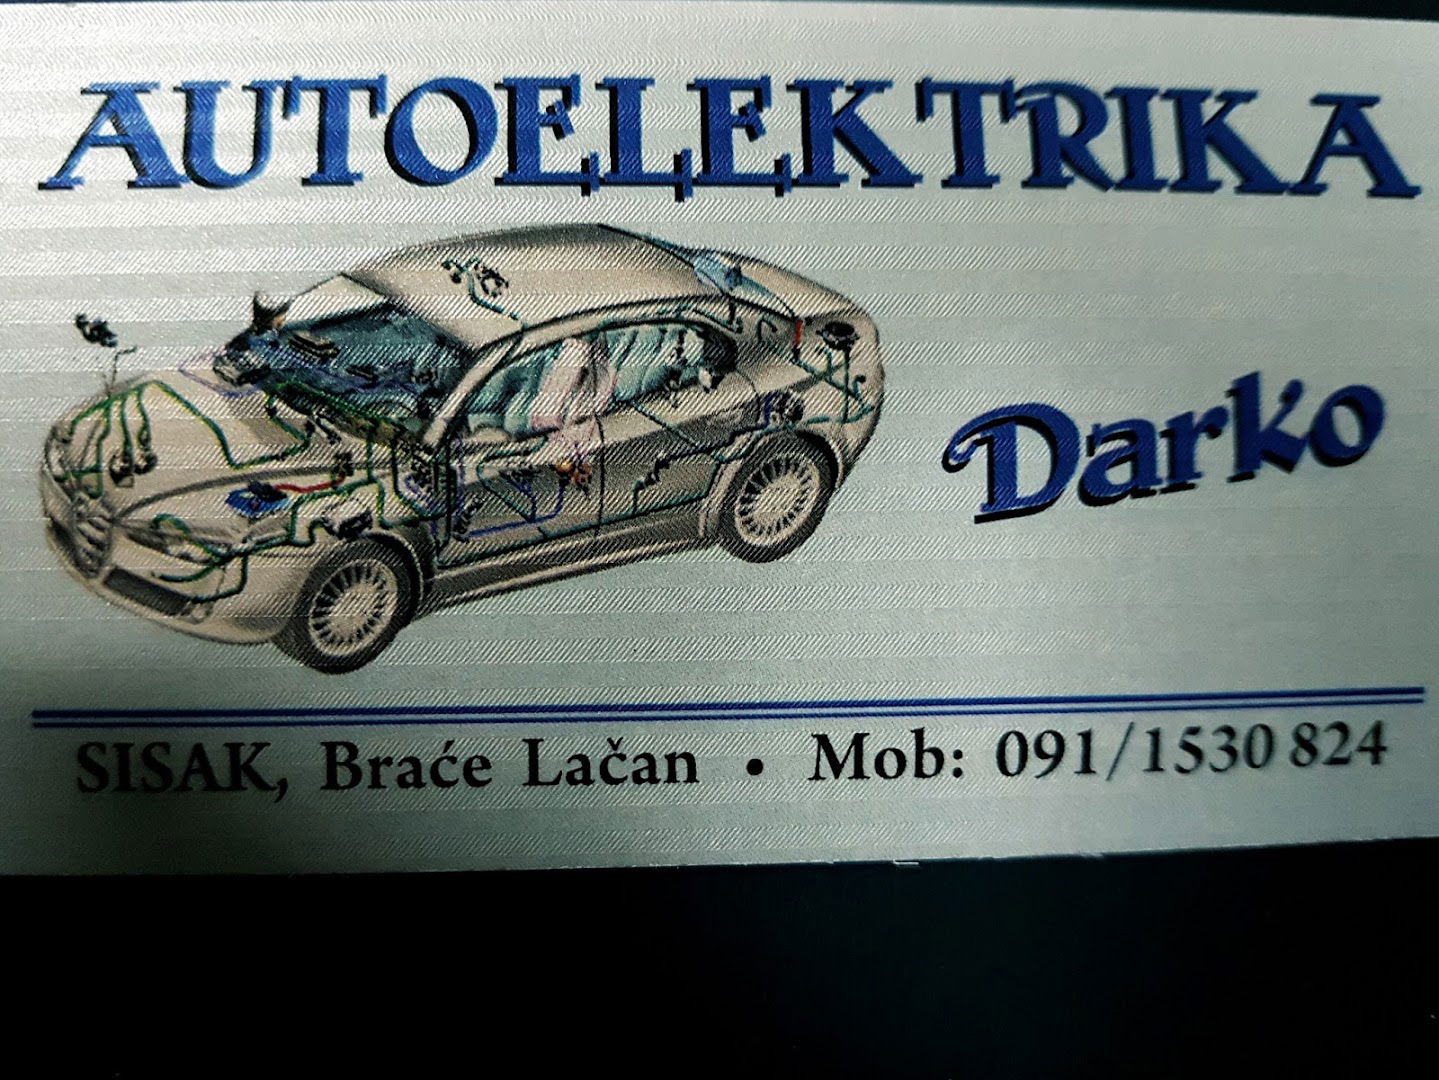 AUTOELEKTRIKA
Darko
SISAK, Braće Lačan • Mob: 091/1530 824